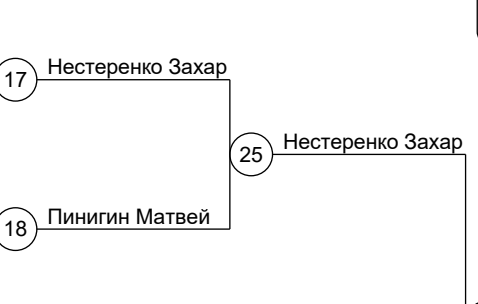 17 Нестеренко Захар
25 Нестеренко Захар
18 Пинигин Матвей